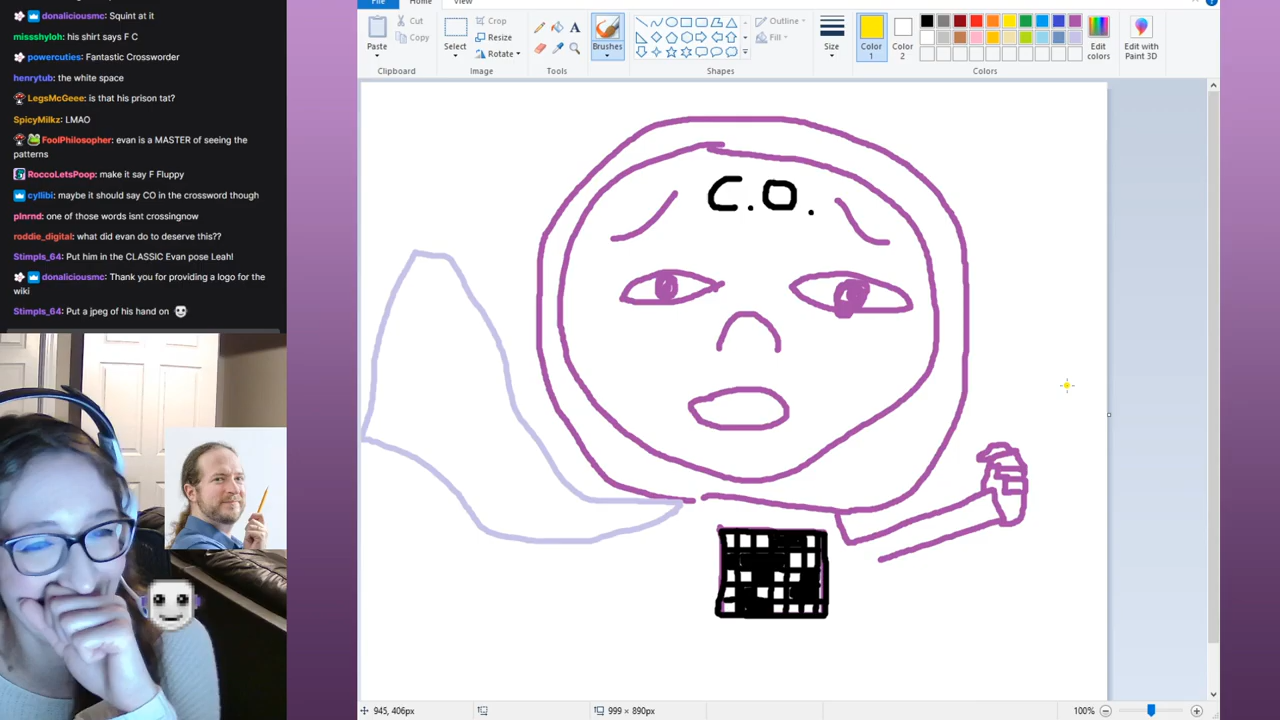 donaliciousmc: Squint at it
missshyloh: his shirt says F C
powercuties: Fantastic Crossworder
henrytub: the white space
LegsMcGeee: is that his prison tat?
SpicyMilkz: LMAO
FoolPhilosopher: evan is a MASTER of seeing the
patterns
RoccoLetsPoop: make it say F Fluppy
cyllibi: maybe it should say CO in the crossword though
plnrnd: one of those words isnt crossingnow
roddie_digital: what did evan do to deserve this??
Stimpls_64: Put him in the CLASSIC Evan pose Leah!
donaliciousmc: Thank you for providing a logo for the
wiki
Stimpls_64: Put a jpeg of his hand on
File Home View
Paste
Cut
Copy
Clipboard
Select
Crop
Resize
Rotate
Image
Tools
Brushes
Shapes
Outline
Fill
Size
Color
1
Color
2
Colors
Edit
colors
Edit with
Paint 3D
C.O.
945, 406px
999 × 890px
100%